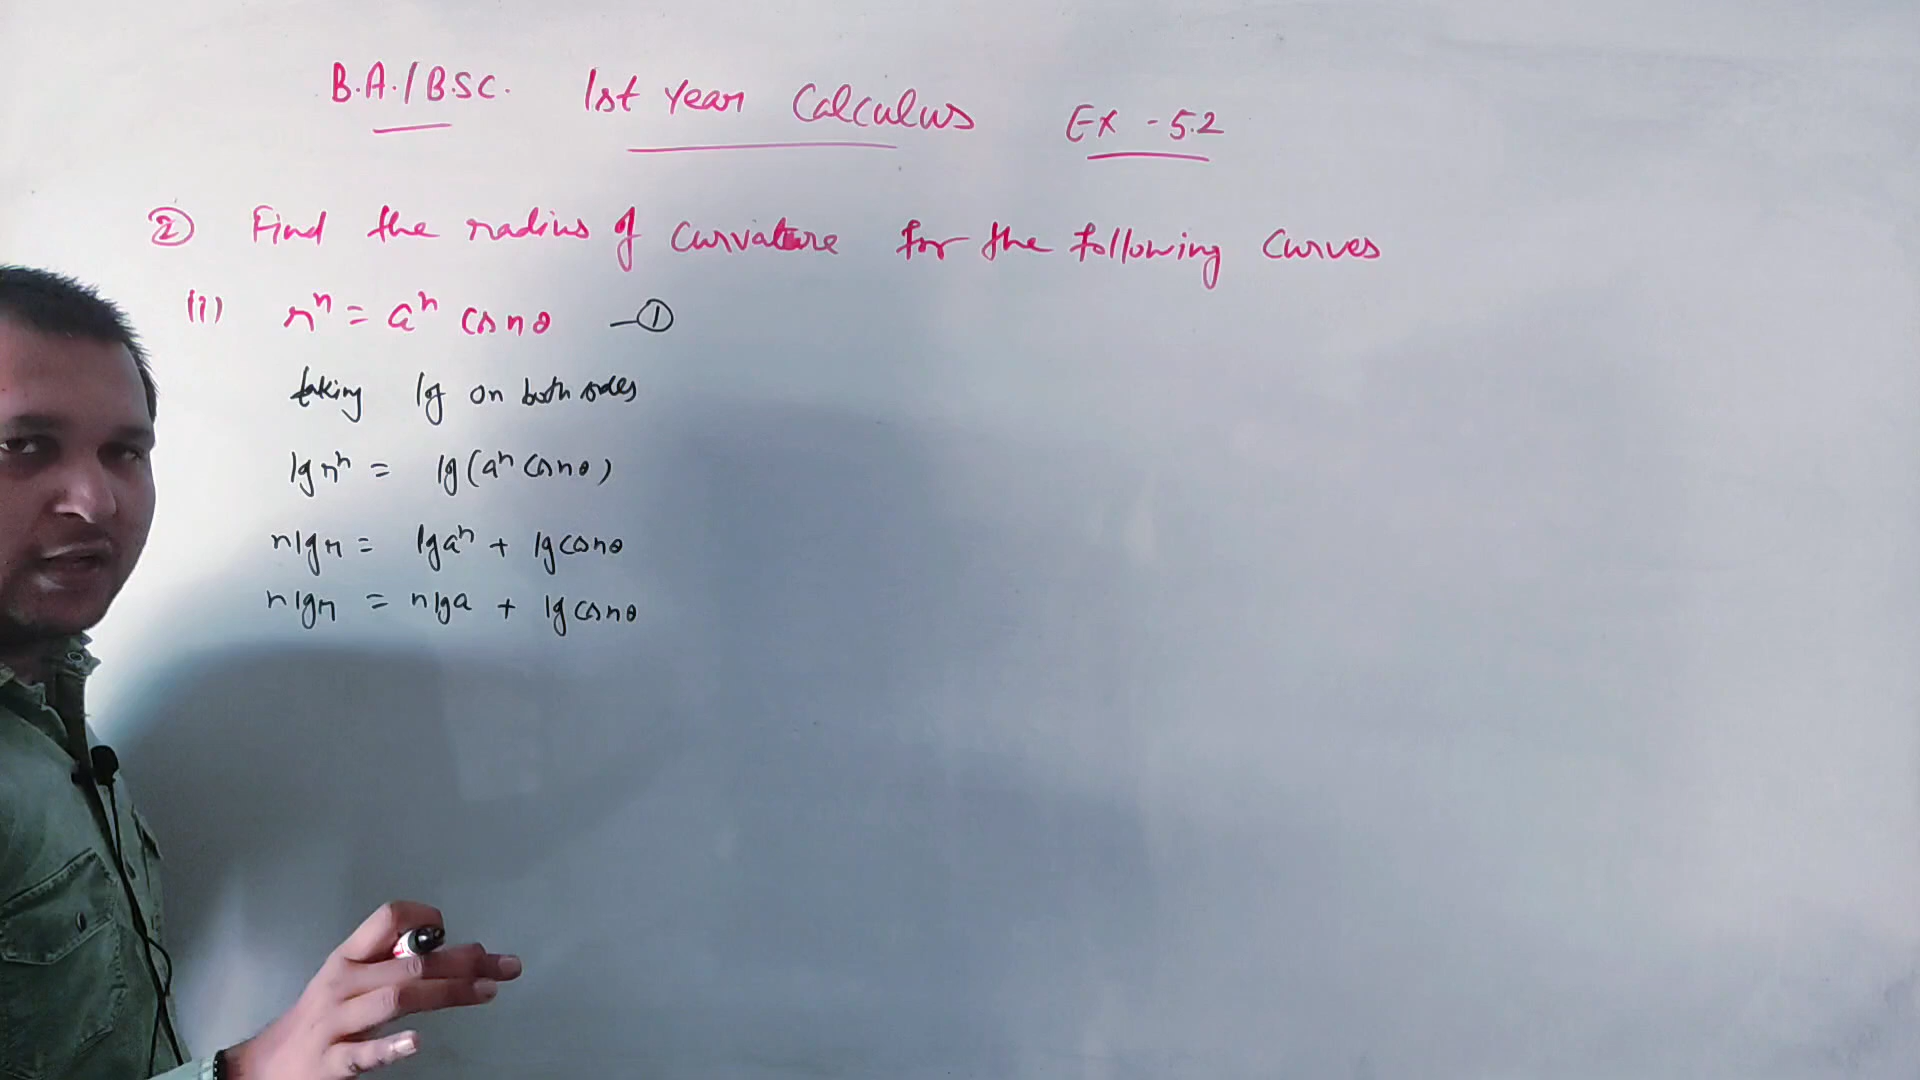 B.A./B.SC. 1st Year Calculus Ex - 5.2
② Find the radius of curvature for the following curves
(i) rⁿ = aⁿ cos nθ —①
taking log on both sides
log rⁿ = log (aⁿ cos nθ)
n log r = log aⁿ + log cos nθ
n log r = n log a + log cos nθ